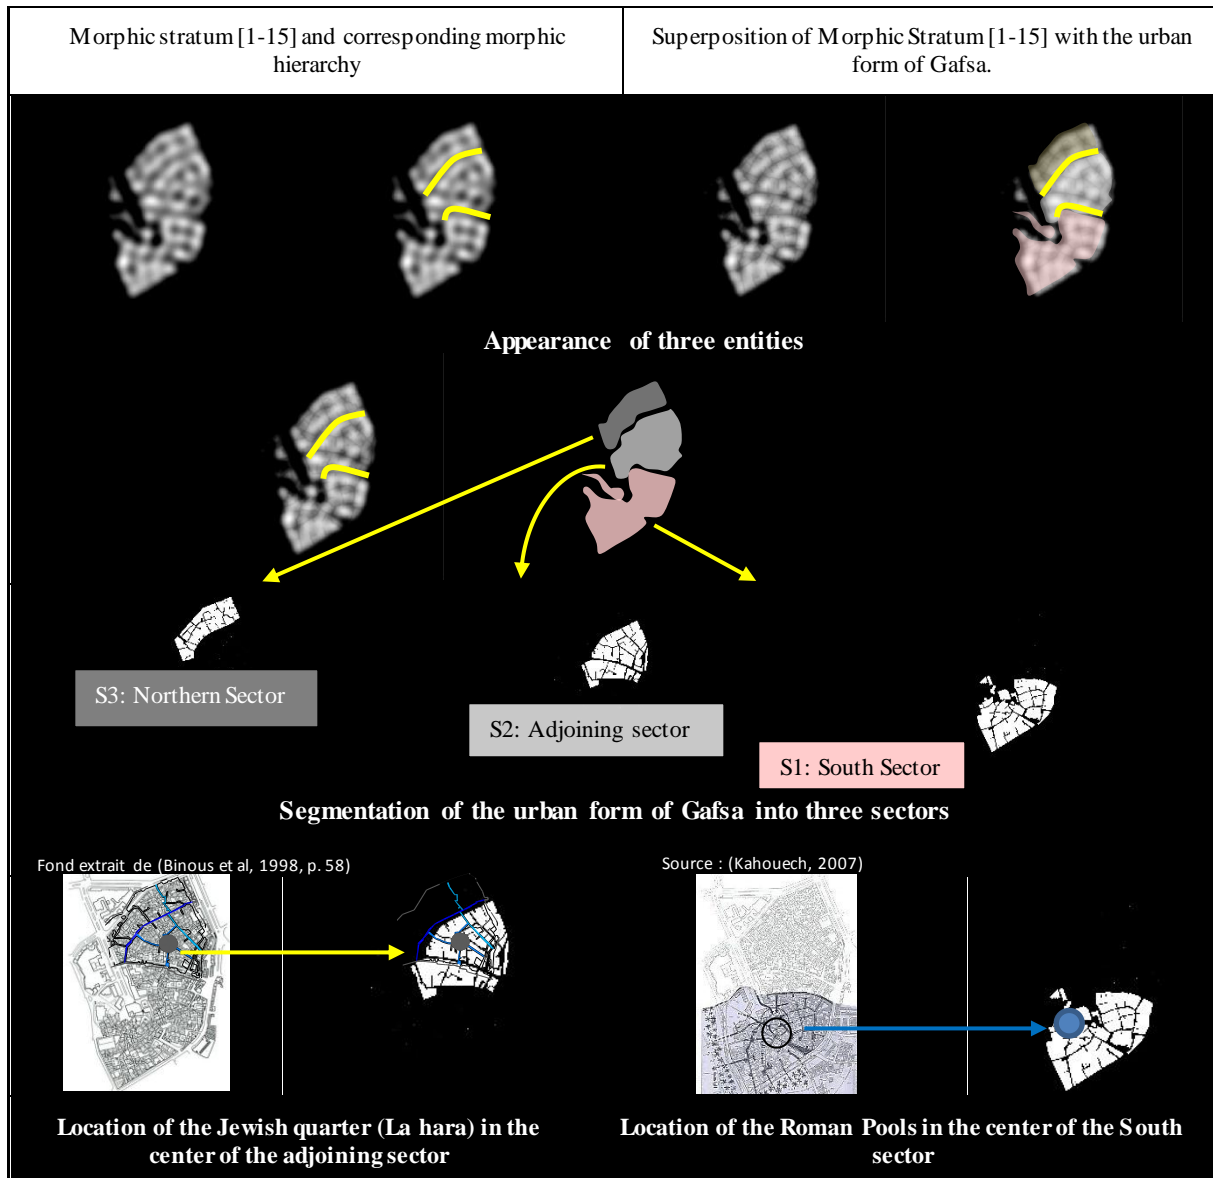 Morphic stratum [1-15] and corresponding morphic
hierarchy
Superposition of Morphic Stratum [1-15] with the urban
form of Gafsa.
Appearance of three entities
S3: Northern Sector
S2: Adjoining sector
S1: South Sector
Segmentation of the urban form of Gafsa into three sectors
Fond extrait de (Binous et al, 1998, p. 58)
Source : (Kahouech, 2007)
Location of the Jewish quarter (La hara) in the
center of the adjoining sector
Location of the Roman Pools in the center of the South
sector